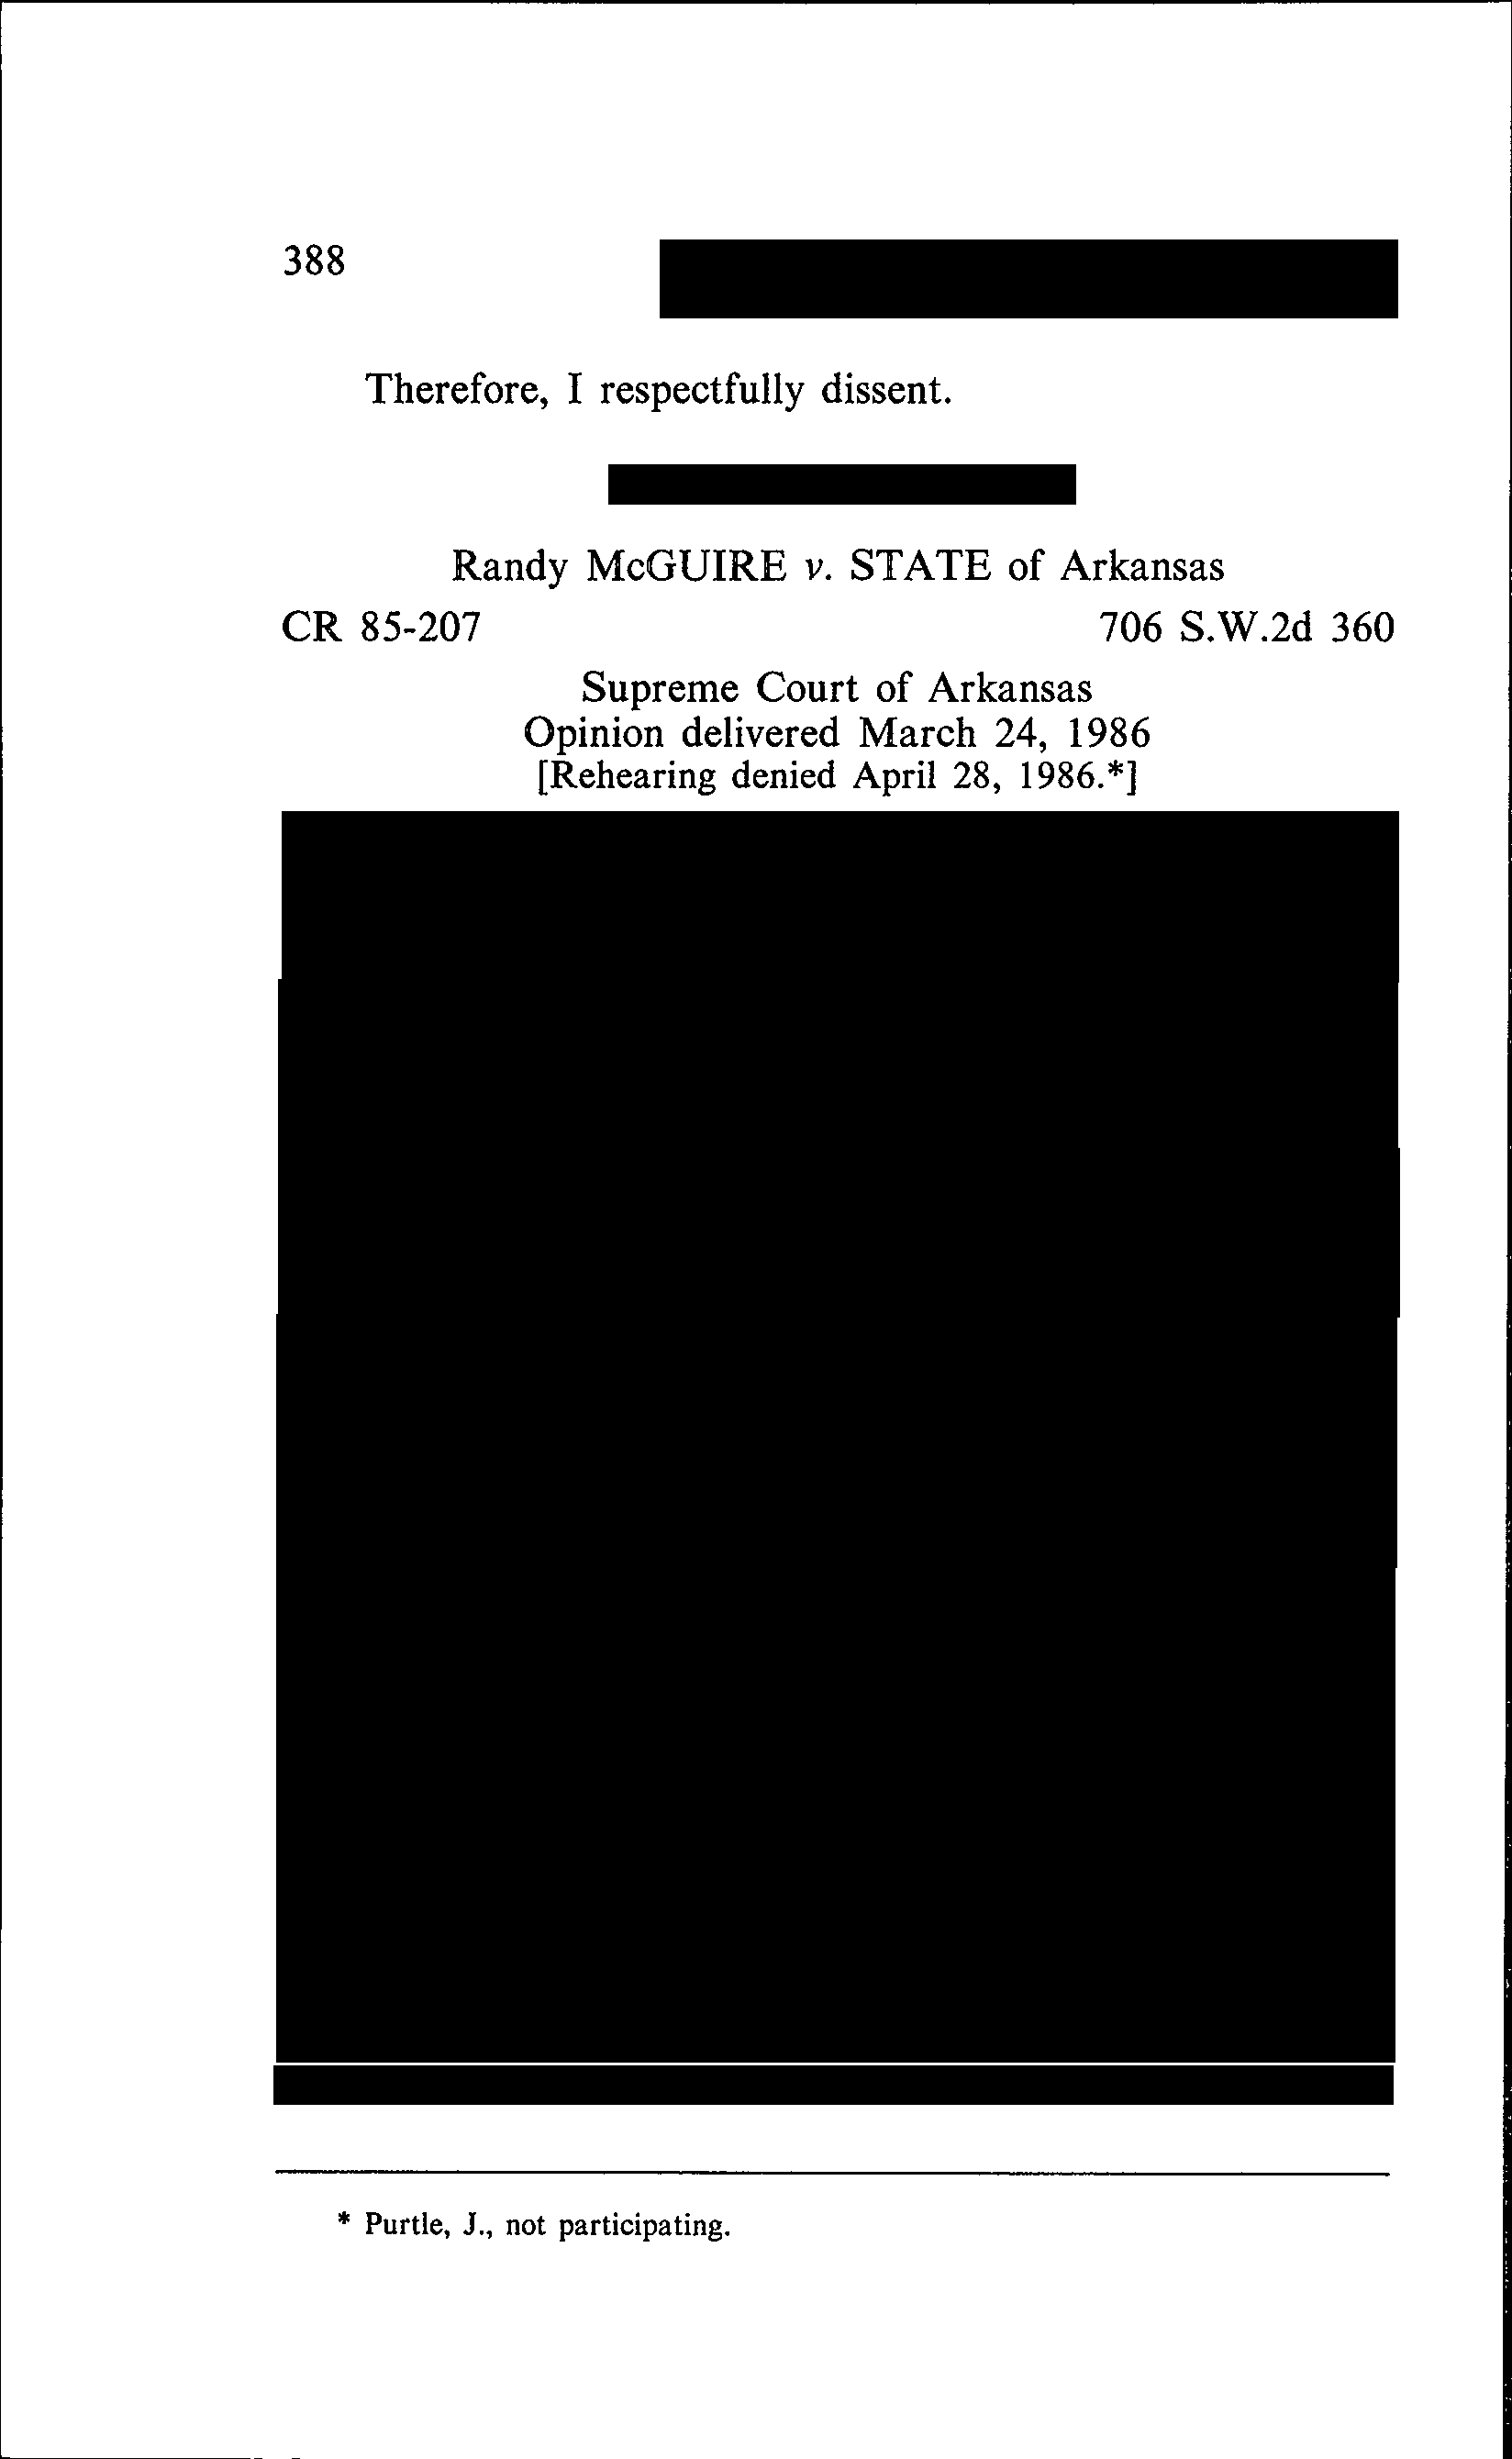 388
Therefore, I respectfully dissent.
Randy McGUIRE v. STATE of Arkansas
CR 85-207 706 S.W.2d 360
Supreme Court of Arkansas
Opinion delivered March 24, 1986
[Rehearing denied April 28, 1986.*]
* Purtle, J., not participating.